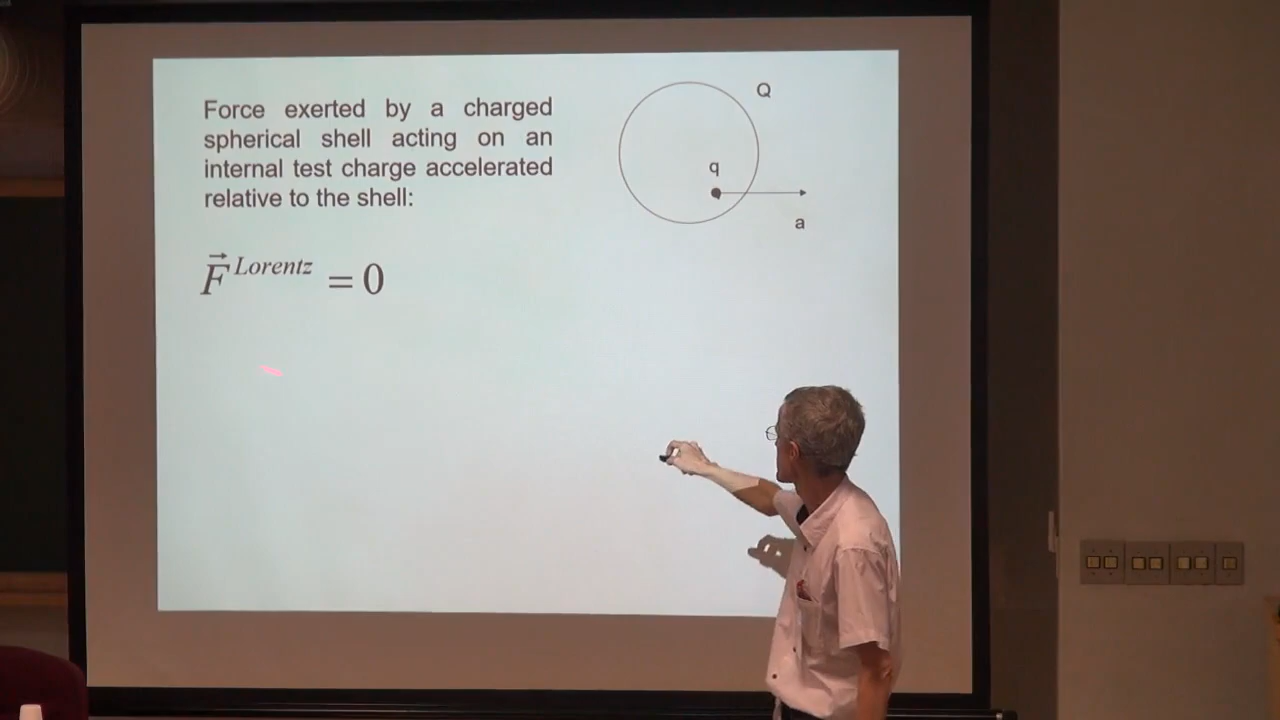 Force exerted by a charged
spherical shell acting on an
internal test charge accelerated
relative to the shell:
F⃗ ^Lorentz = 0
Q
q
a